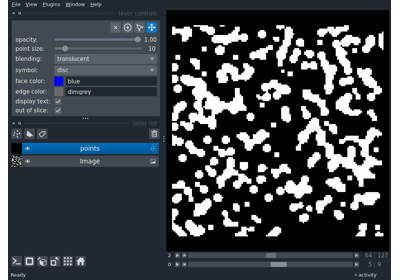 File View Plugins Window Help
layer controls
opacity: 1.00
point size: 10
blending: translucent
symbol: disc
face color: blue
edge color: dimgrey
display text:
out of slice:
layer list
points
Image
2 64 127
0 5 9
Ready activity